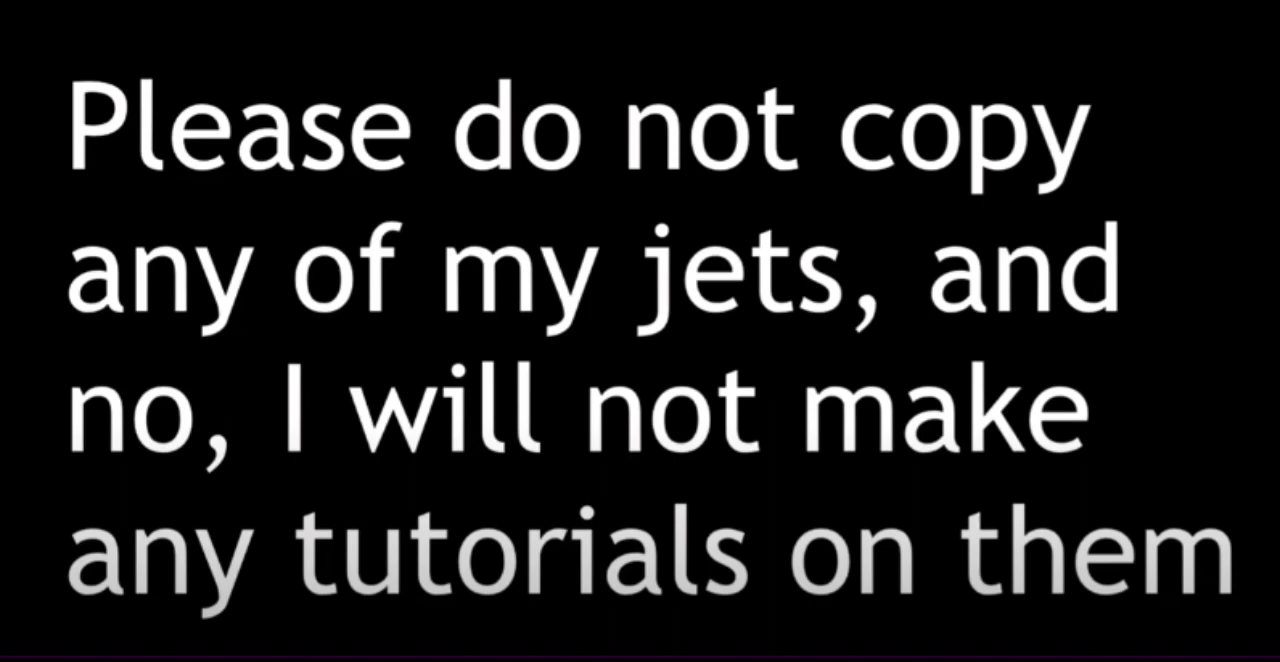 Please do not copy
any of my jets, and
no, I will not make
any tutorials on them